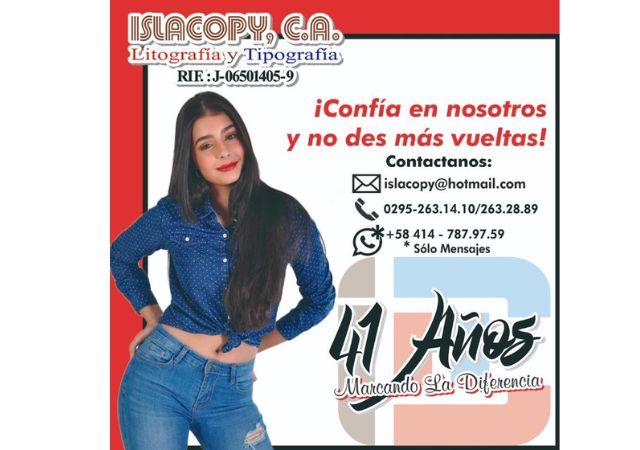 ISLACOPY, C.A.
Litografía y Tipografía
RIF.: J-06501405-9
¡Confía en nosotros
y no des más vueltas!
Contactanos:
islacopy@hotmail.com
0295-263.14.10/263.28.89
*+58 414 - 787.97.59
* Sólo Mensajes
41 Años
Marcando La Diferencia